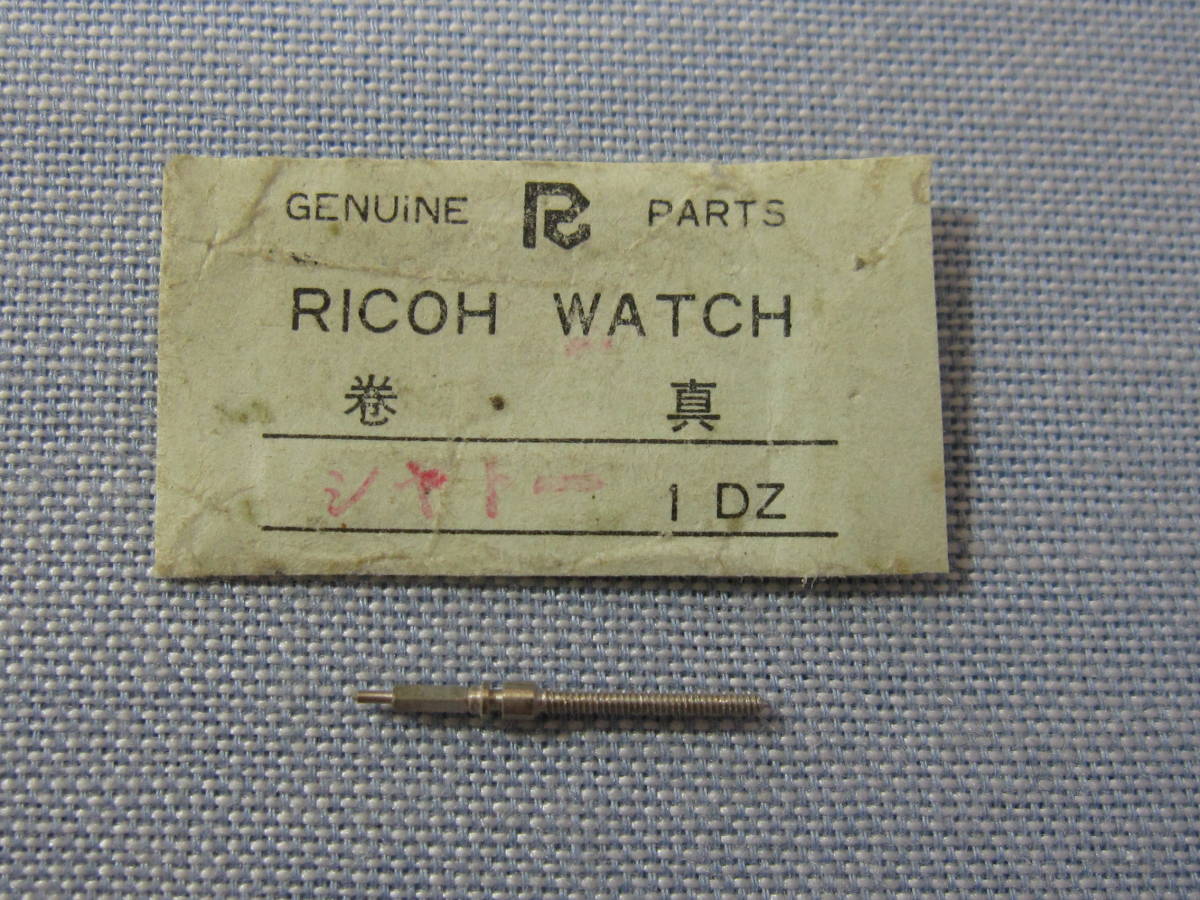 GENUiNE R PARTS
RICOH WATCH
巻 真
シャトー 1 DZ